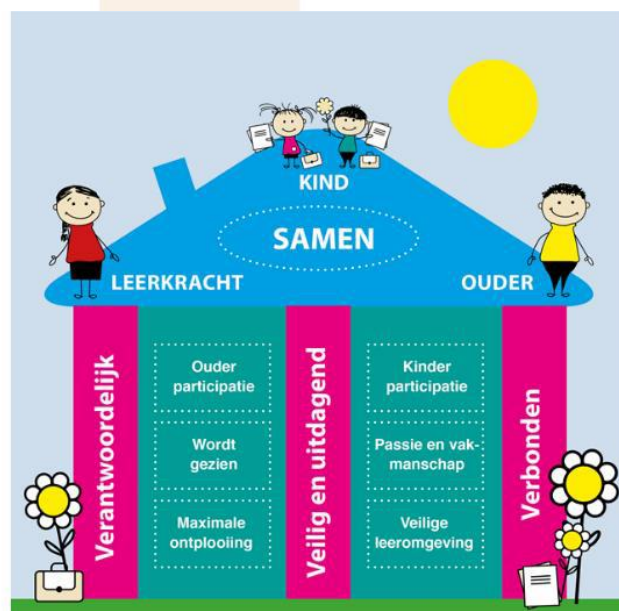 KIND
SAMEN
LEERKRACHT
OUDER
Verantwoordelijk
Ouder
participatie
Wordt
gezien
Maximale
ontplooiing
Veilig en uitdagend
Kinder
participatie
Passie en vak-
manschap
Veilige
leeromgeving
Verbonden